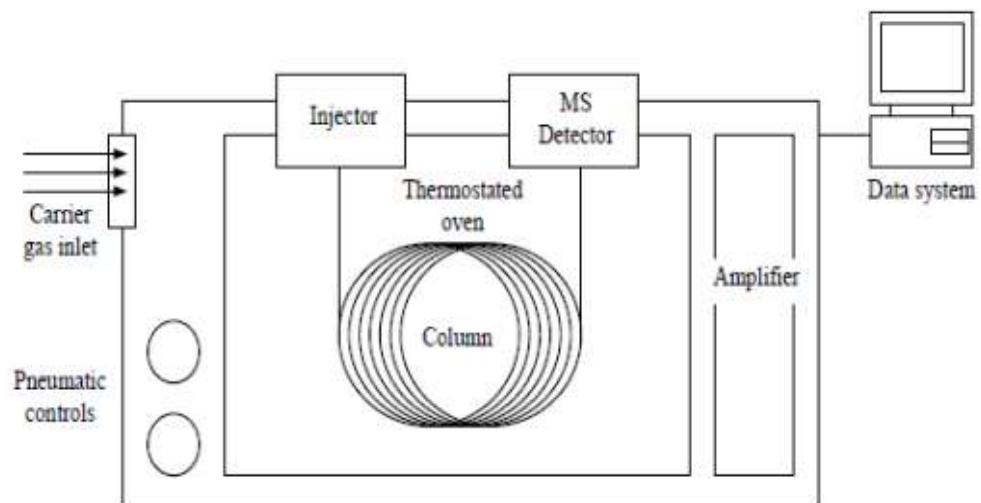 Injector
MS
Detector
Data system
Carrier
gas inlet
Thermostated
oven
Amplifier
Column
Pneumatic
controls